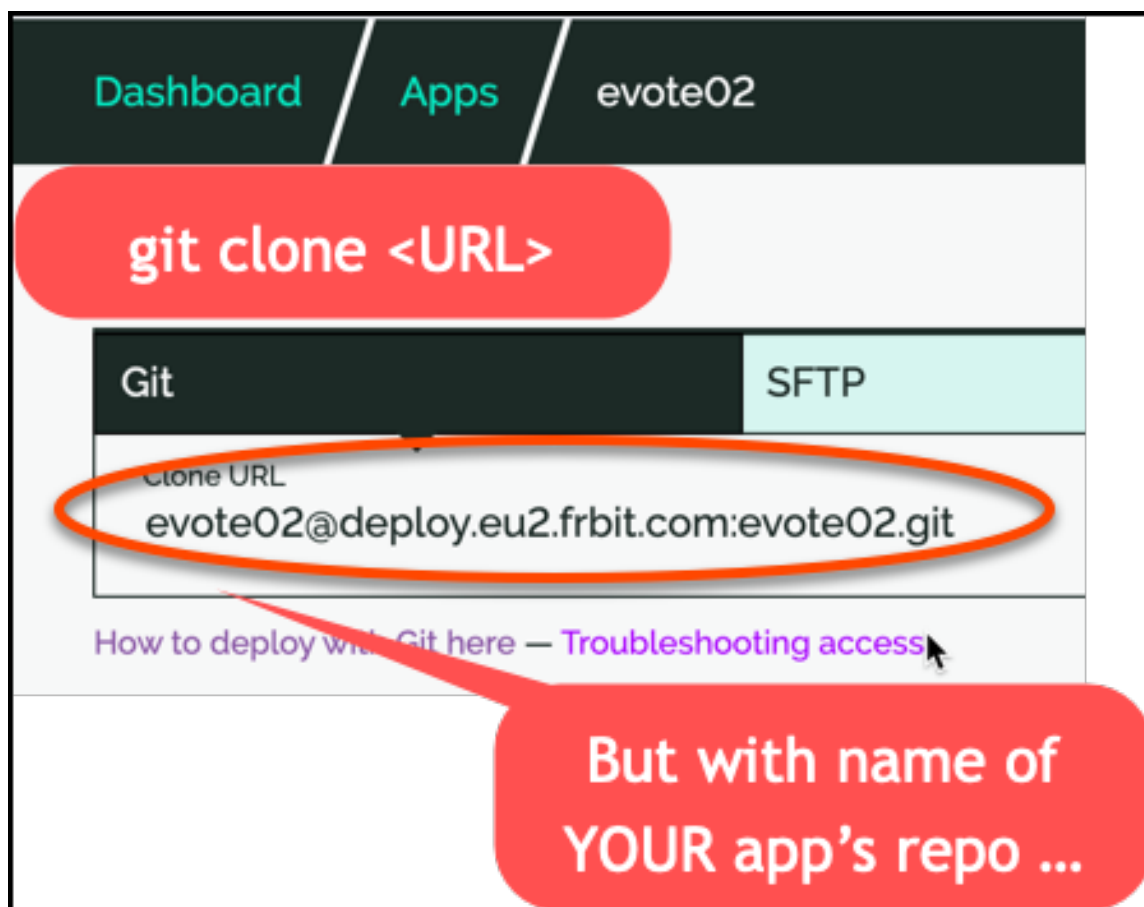 Dashboard Apps evote02
git clone <URL>
Git SFTP
Clone URL
evote02@deploy.eu2.frbit.com:evote02.git
How to deploy with Git here — Troubleshooting access
But with name of
YOUR app's repo ...